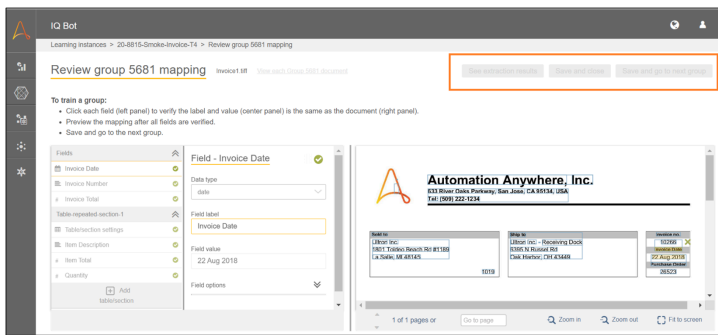 IQ Bot
Learning instances > 20-8815-Smoke-Invoice-T4 > Review group 5681 mapping
Review group 5681 mapping Invoice1.tiff View each Group 5681 document
See extraction results Save and close Save and go to next group
To train a group:
• Click each field (left panel) to verify the label and value (center panel) is the same as the document (right panel).
• Preview the mapping after all fields are verified.
• Save and go to the next group.
Fields
Invoice Date
Invoice Number
Invoice Total
Table-repeated-section-1
Table/section settings
Item Description
Item Total
Quantity
Add
table/section
Field - Invoice Date
Data type
date
Field label
Invoice Date
Field value
22 Aug 2018
Field options
Automation Anywhere, Inc.
633 River Oaks Parkway, San Jose, CA 95134, USA
Tel: (509) 222-1234
Sold to
Litron Inc.
1801 Toldeo Beach Rd #1169
La Salle, MI 48145
1019
Ship to
Litron Inc. - Receiving Dock
5395 N Russel Rd
Oak Harbor, OH 43449
Invoice no.
10266
Invoice Date
22 Aug 2018
Purchase Order
26523
1 of 1 pages or Go to page Zoom in Zoom out Fit to screen